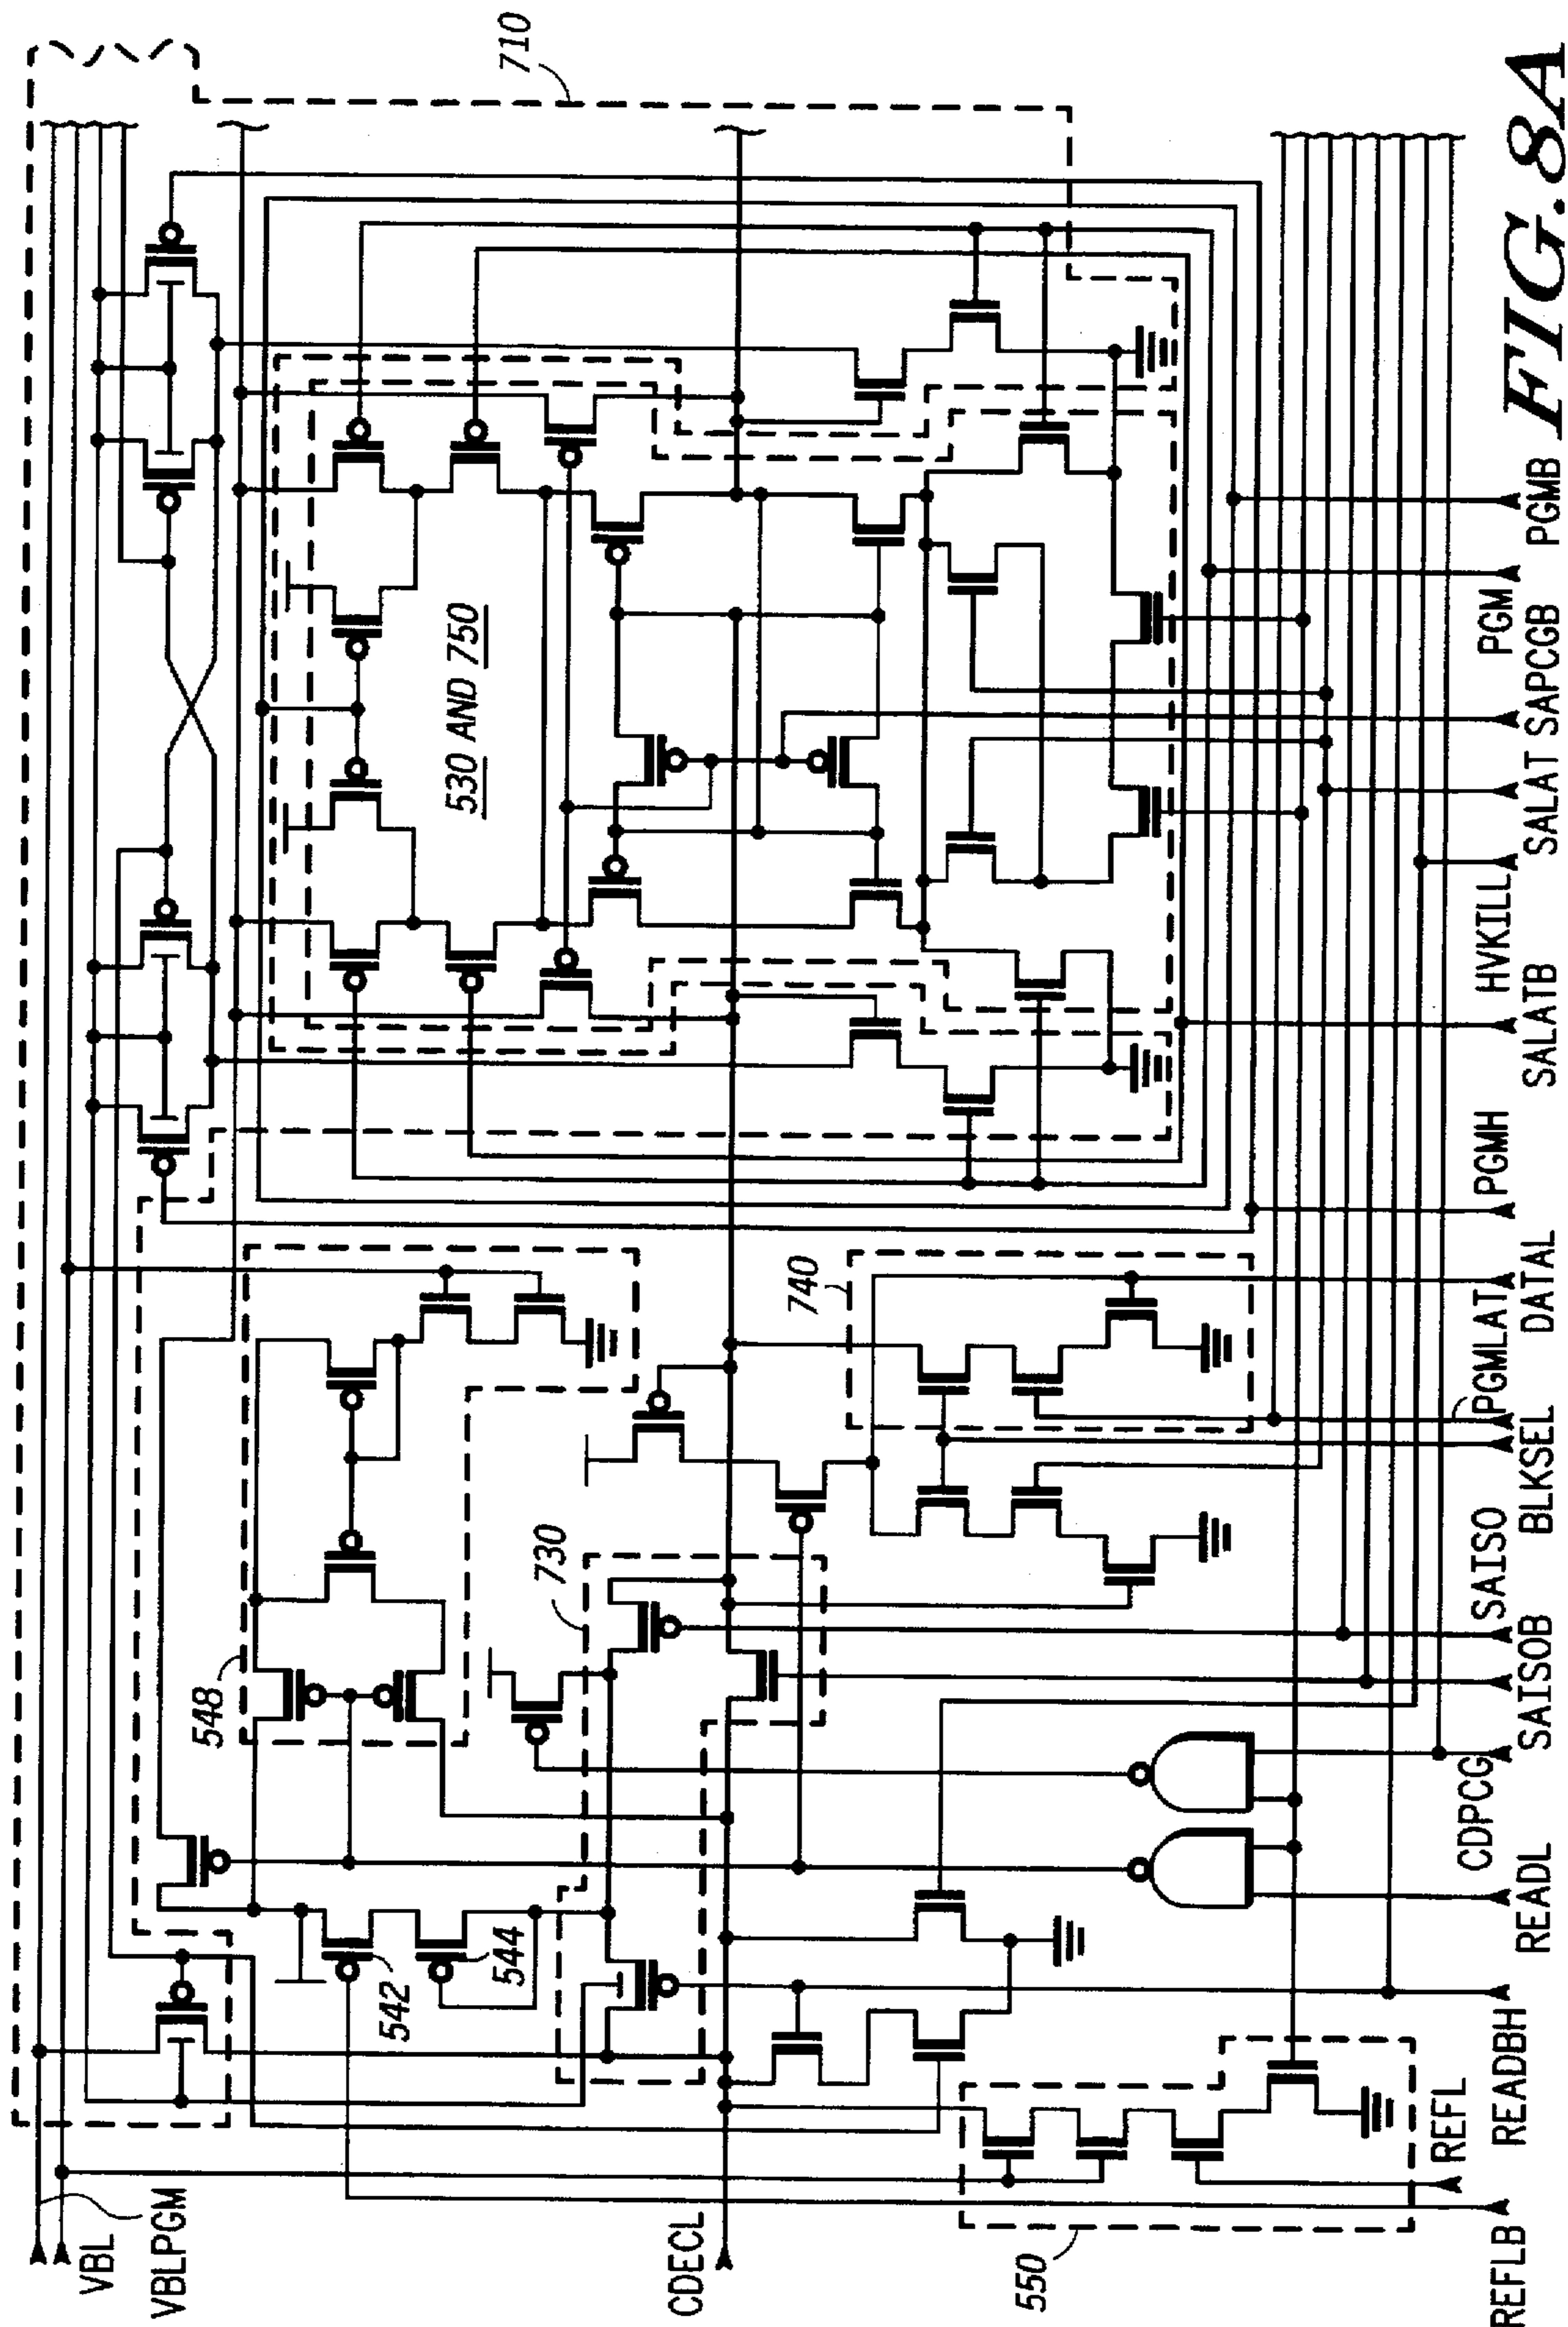 710
530 AND 750
548
730
740
542
544
550
VBL
VBLPGM
CDECL
REFLB
REFL
READBH
READL
CDPCG
SAISOB
SAISO
BLKSEL
PGMLAT
DATAL
PGMH
SALATB
HVKILL
SALAT
SAPCGB
PGM
PGMB
FIG. 8A